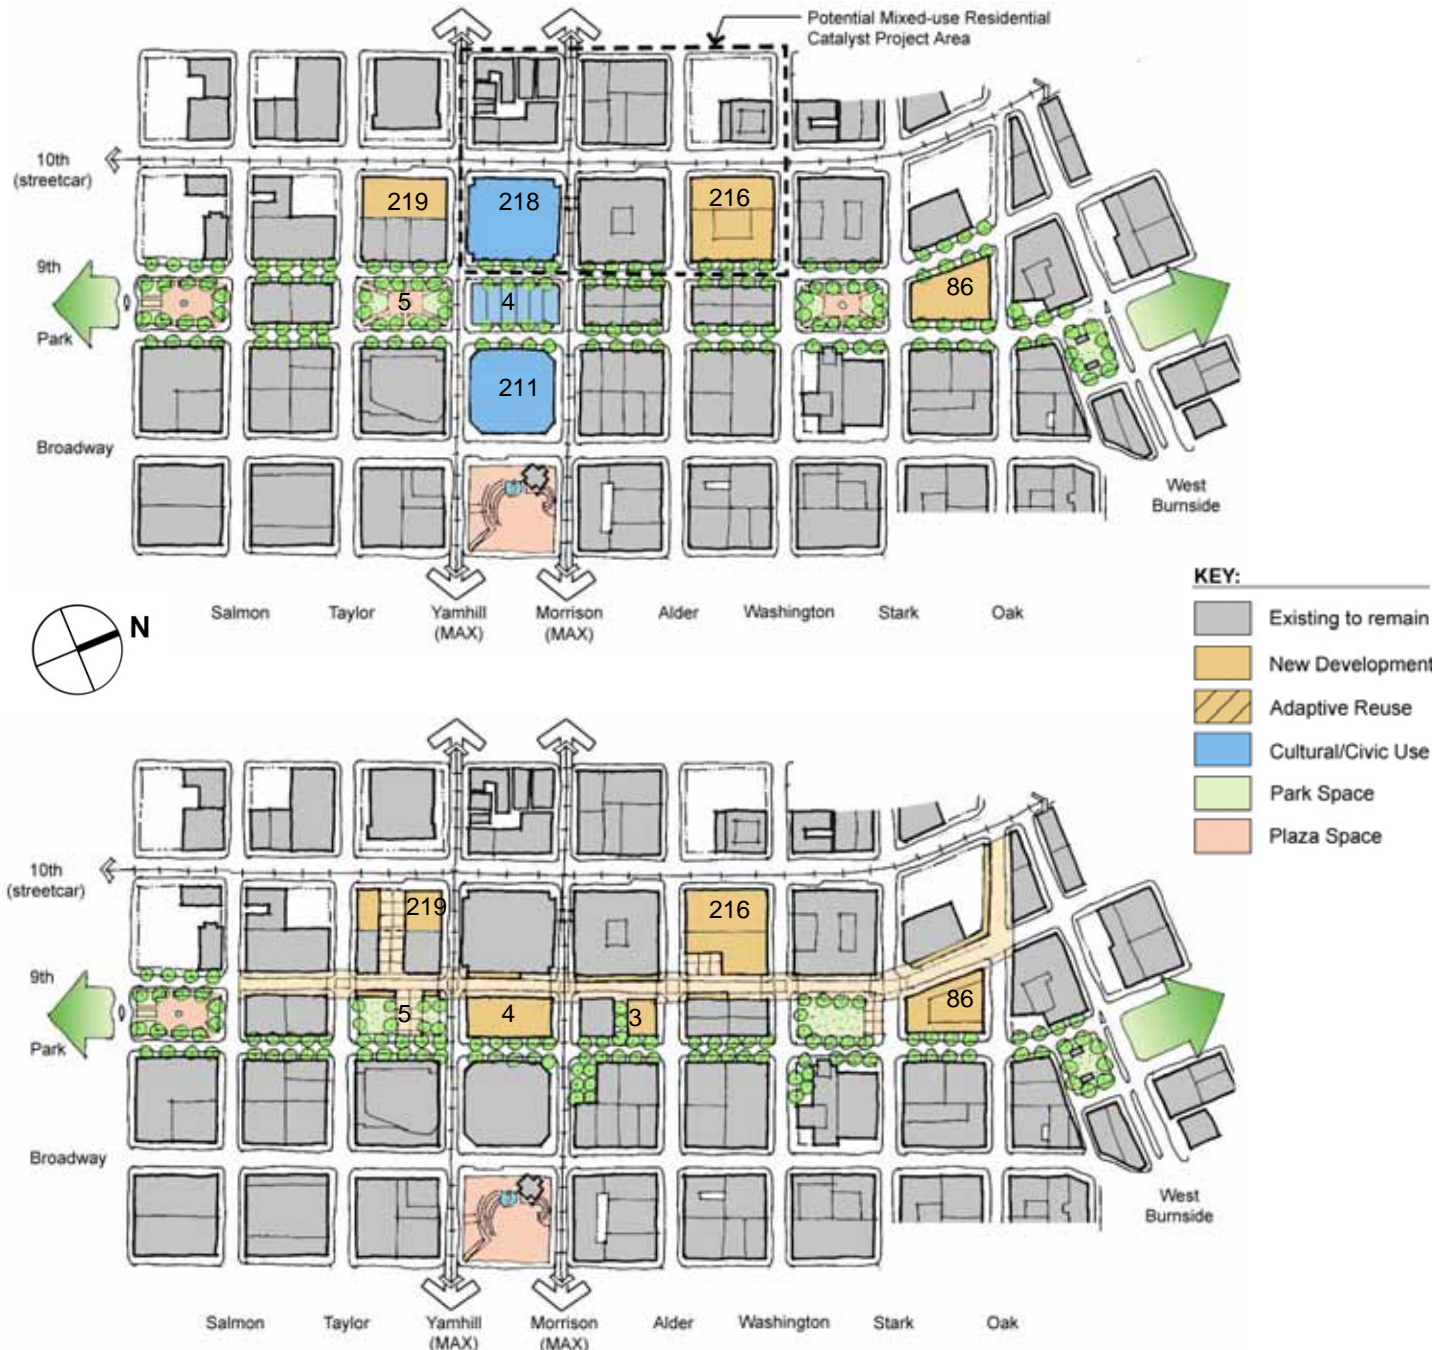 Potential Mixed-use Residential
Catalyst Project Area
10th
(streetcar)
219
218
216
9th
5
4
86
Park
211
Broadway
West
Burnside
Salmon
Taylor
Yamhill
(MAX)
Morrison
(MAX)
Alder
Washington
Stark
Oak
N
KEY:
Existing to remain
New Development
Adaptive Reuse
Cultural/Civic Use
Park Space
Plaza Space
10th
(streetcar)
219
216
9th
5
4
3
86
Park
Broadway
West
Burnside
Salmon
Taylor
Yamhill
(MAX)
Morrison
(MAX)
Alder
Washington
Stark
Oak